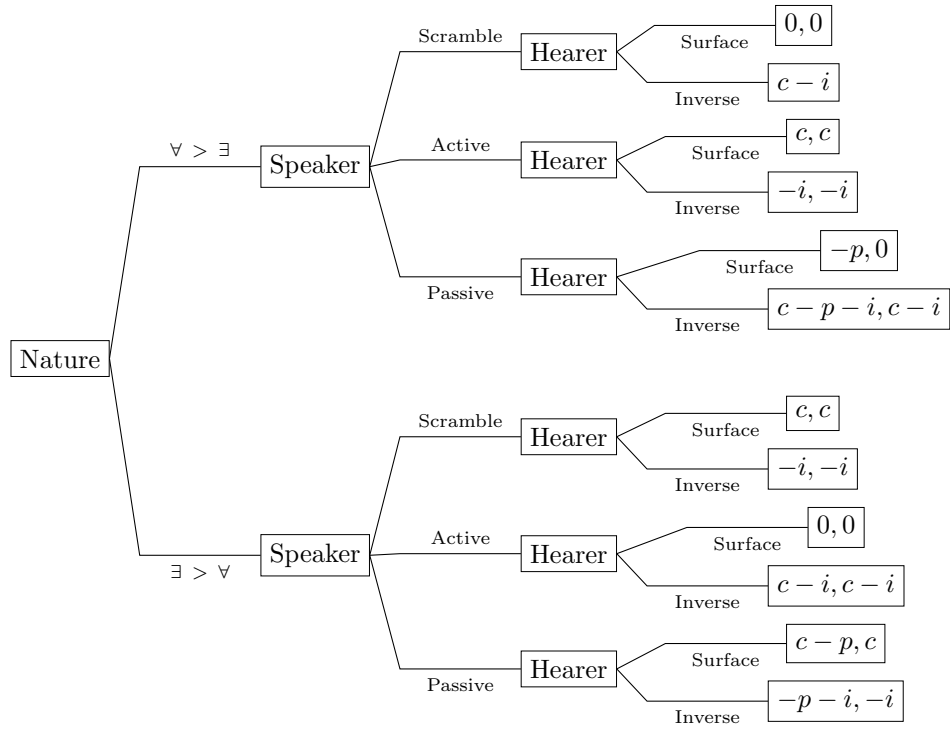 Scramble
Hearer
Surface
0, 0
Inverse
c − i
∀ > ∃
Speaker
Active
Hearer
Surface
c, c
Inverse
−i, −i
Passive
Hearer
Surface
−p, 0
Inverse
c − p − i, c − i
Nature
Scramble
Hearer
Surface
c, c
Inverse
−i, −i
∃ > ∀
Speaker
Active
Hearer
Surface
0, 0
Inverse
c − i, c − i
Passive
Hearer
Surface
c − p, c
Inverse
−p − i, −i